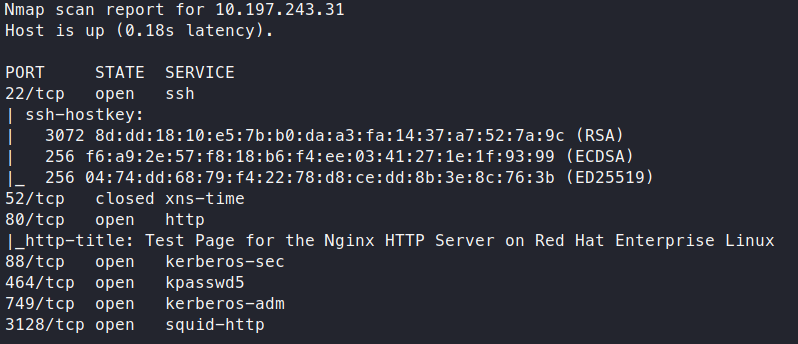 Nmap scan report for 10.197.243.31
Host is up (0.18s latency).
PORT     STATE  SERVICE
22/tcp   open   ssh
| ssh-hostkey:
|   3072 8d:dd:18:10:e5:7b:b0:da:a3:fa:14:37:a7:52:7a:9c (RSA)
|   256 f6:a9:2e:57:f8:18:b6:f4:ee:03:41:27:1e:1f:93:99 (ECDSA)
|_  256 04:74:dd:68:79:f4:22:78:d8:ce:dd:8b:3e:8c:76:3b (ED25519)
52/tcp   closed xns-time
80/tcp   open   http
|_http-title: Test Page for the Nginx HTTP Server on Red Hat Enterprise Linux
88/tcp   open   kerberos-sec
464/tcp  open   kpasswd5
749/tcp  open   kerberos-adm
3128/tcp open   squid-http